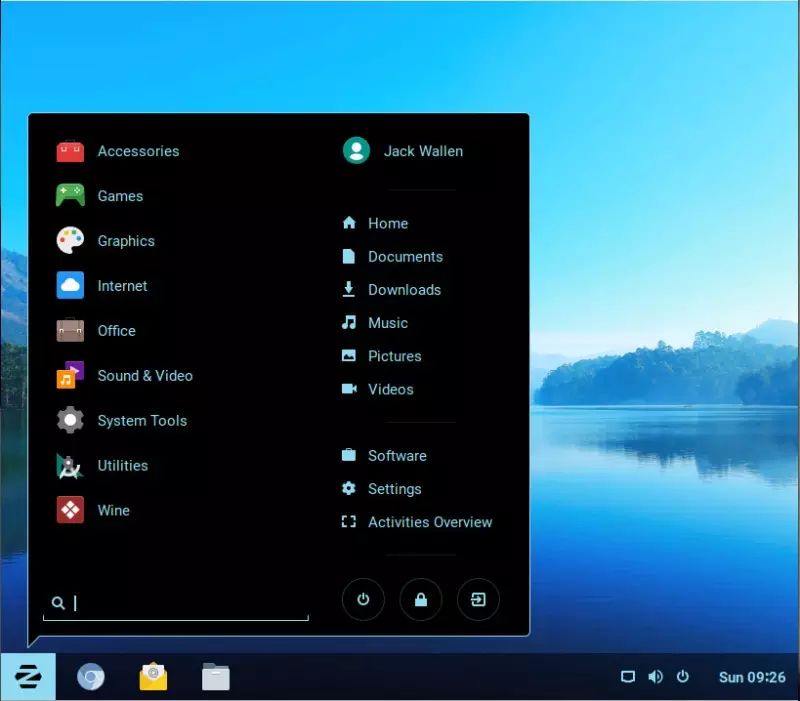 Accessories
Games
Graphics
Internet
Office
Sound & Video
System Tools
Utilities
Wine
Jack Wallen
Home
Documents
Downloads
Music
Pictures
Videos
Software
Settings
Activities Overview
Sun 09:26